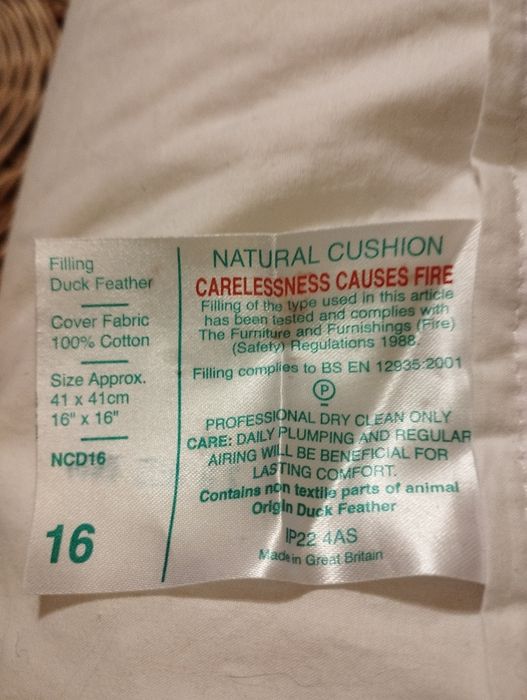 Filling
Duck Feather
Cover Fabric
100% Cotton
Size Approx.
41 x 41cm
16" x 16"
NCD16
16
NATURAL CUSHION
CARELESSNESS CAUSES FIRE
Filling of the type used in this article
has been tested and complies with
The Furniture and Furnishings (Fire)
(Safety) Regulations 1988.
Filling complies to BS EN 12935:2001
P
PROFESSIONAL DRY CLEAN ONLY
CARE: DAILY PLUMPING AND REGULAR
AIRING WILL BE BENEFICIAL FOR
LASTING COMFORT.
Contains non textile parts of animal
Origin Duck Feather
IP22 4AS
Made in Great Britain